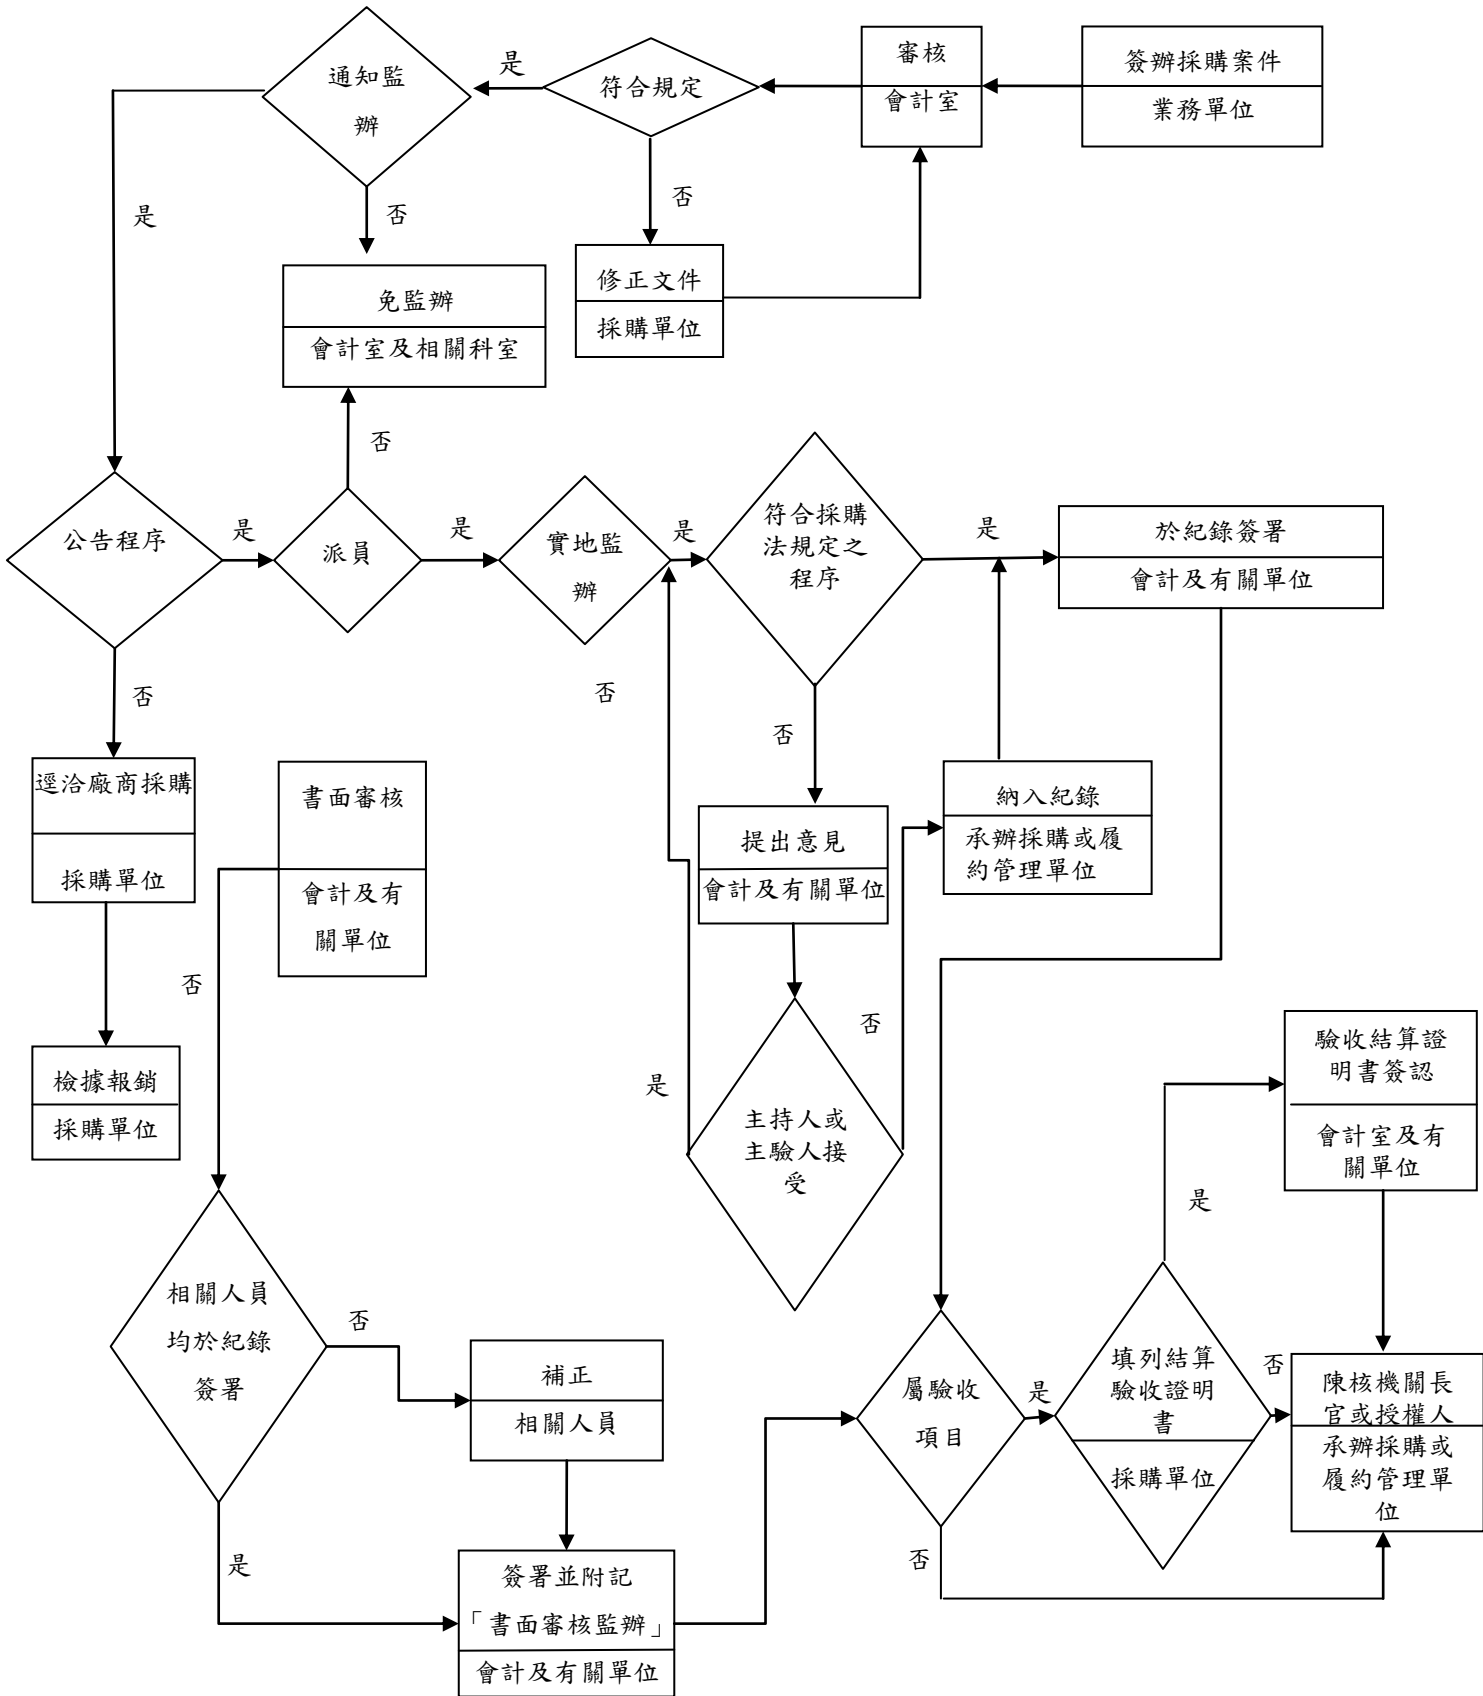 簽辦採購案件
業務單位
審核
會計室
符合規定
是
否
修正文件
採購單位
通知監
辦
是
否
免監辦
會計室及相關科室
公告程序
是
否
派員
否
是
實地監
辦
是
否
符合採購
法規定之
程序
是
否
於紀錄簽署
會計及有關單位
逕洽廠商採購
採購單位
檢據報銷
採購單位
書面審核
會計及有
關單位
否
提出意見
會計及有關單位
納入紀錄
承辦採購或履
約管理單位
主持人或
主驗人接
受
是
否
相關人員
均於紀錄
簽署
否
是
補正
相關人員
簽署並附記
「書面審核監辦」
會計及有關單位
屬驗收
項目
是
否
填列結算
驗收證明
書
採購單位
是
否
驗收結算證
明書簽認
會計室及有
關單位
陳核機關長
官或授權人
承辦採購或
履約管理單
位